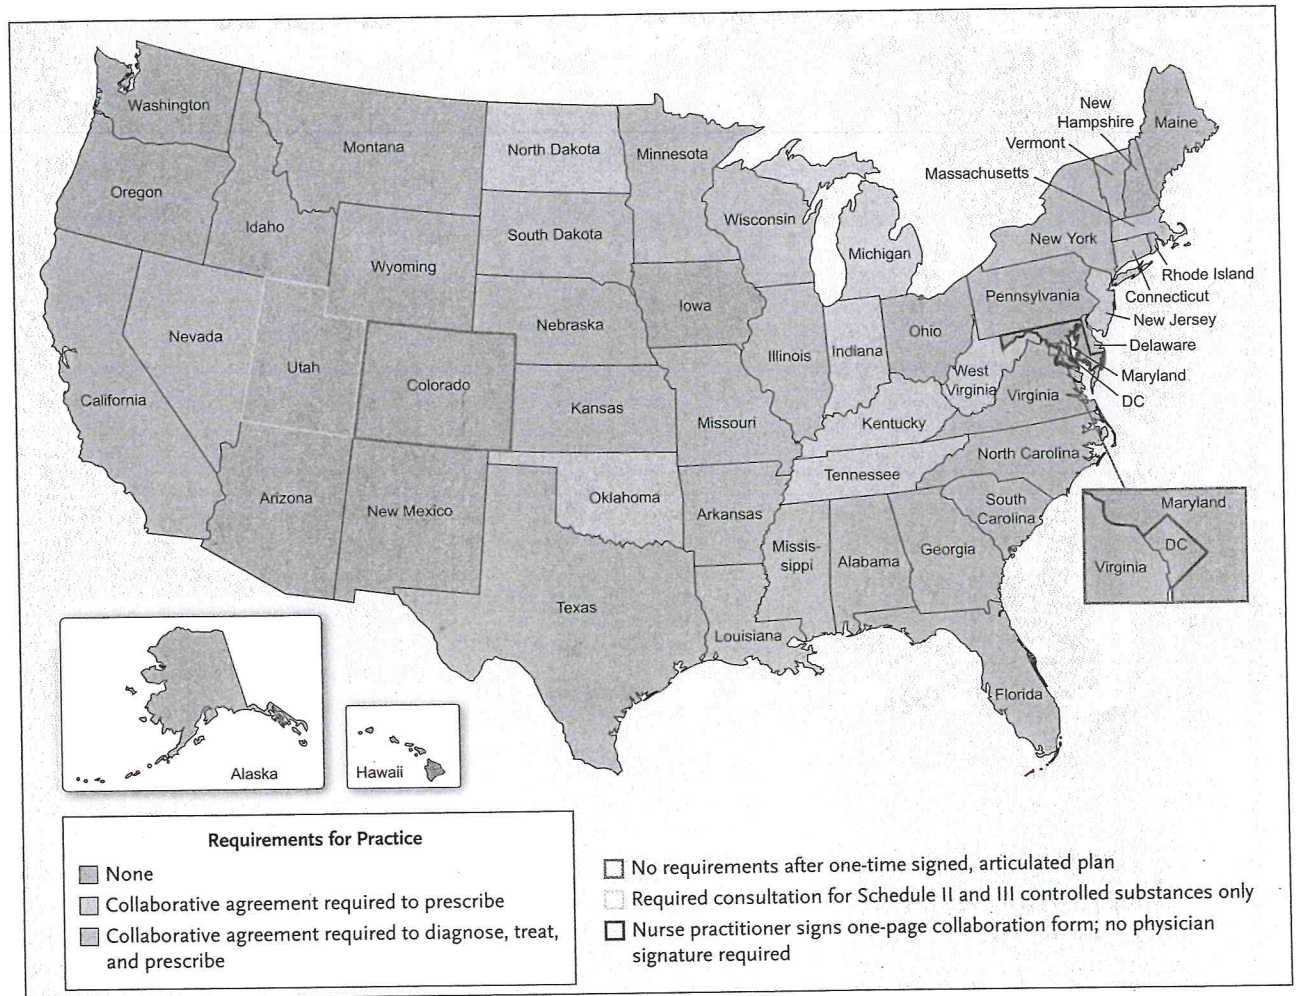 Washington
Montana
North Dakota
Minnesota
New
Hampshire
Maine
Vermont
Massachusetts
Oregon
Idaho
South Dakota
Wisconsin
Michigan
New York
Wyoming
Rhode Island
Connecticut
Iowa
Pennsylvania
New Jersey
Nevada
Nebraska
Ohio
Delaware
Utah
Colorado
Illinois
Indiana
West
Virginia
Virginia
Maryland
DC
California
Kansas
Missouri
Kentucky
North Carolina
Tennessee
Arizona
New Mexico
Oklahoma
Arkansas
South
Carolina
Missis-
sippi
Alabama
Georgia
Maryland
DC
Virginia
Texas
Louisiana
Florida
Alaska
Hawaii
Requirements for Practice
None
Collaborative agreement required to prescribe
Collaborative agreement required to diagnose, treat,
and prescribe
No requirements after one-time signed, articulated plan
Required consultation for Schedule II and III controlled substances only
Nurse practitioner signs one-page collaboration form; no physician
signature required